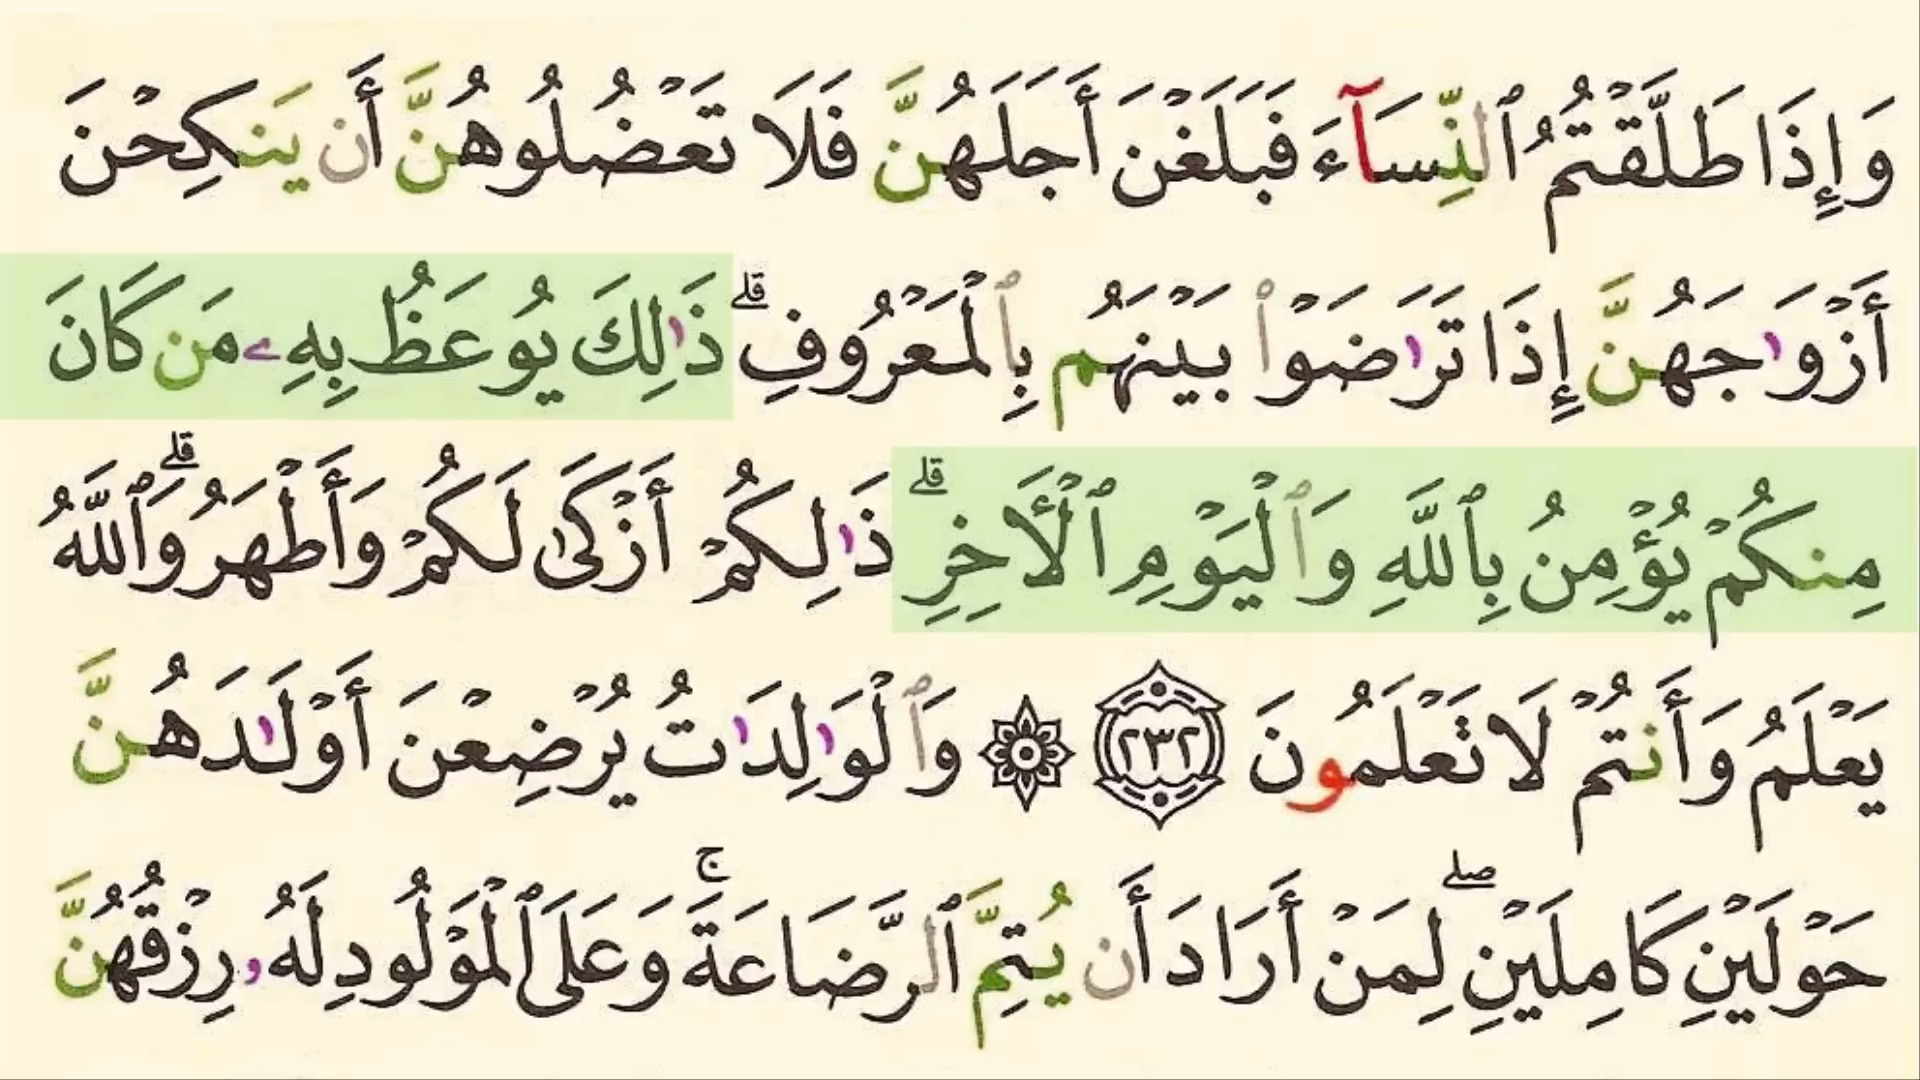 وَإِذَا طَلَّقْتُمُ ٱلنِّسَآءَ فَبَلَغْنَ أَجَلَهُنَّ فَلَا تَعْضُلُوهُنَّ أَن يَنكِحْنَ
أَزْوَٰجَهُنَّ إِذَا تَرَٰضَوْا۟ بَيْنَهُم بِٱلْمَعْرُوفِ ۗ ذَٰلِكَ يُوعَظُ بِهِۦ مَن كَانَ
مِنكُمْ يُؤْمِنُ بِٱللَّهِ وَٱلْيَوْمِ ٱلْأَخِرِ ۗ ذَٰلِكُمْ أَزْكَىٰ لَكُمْ وَأَطْهَرُ ۗ وَٱللَّهُ
يَعْلَمُ وَأَنتُمْ لَا تَعْلَمُونَ ٢٣٢ ۞ وَٱلْوَٰلِدَٰتُ يُرْضِعْنَ أَوْلَٰدَهُنَّ
حَوْلَيْنِ كَامِلَيْنِ ۖ لِمَنْ أَرَادَ أَن يُتِمَّ ٱلرَّضَاعَةَ ۚ وَعَلَى ٱلْمَوْلُودِ لَهُۥ رِزْقُهُنَّ